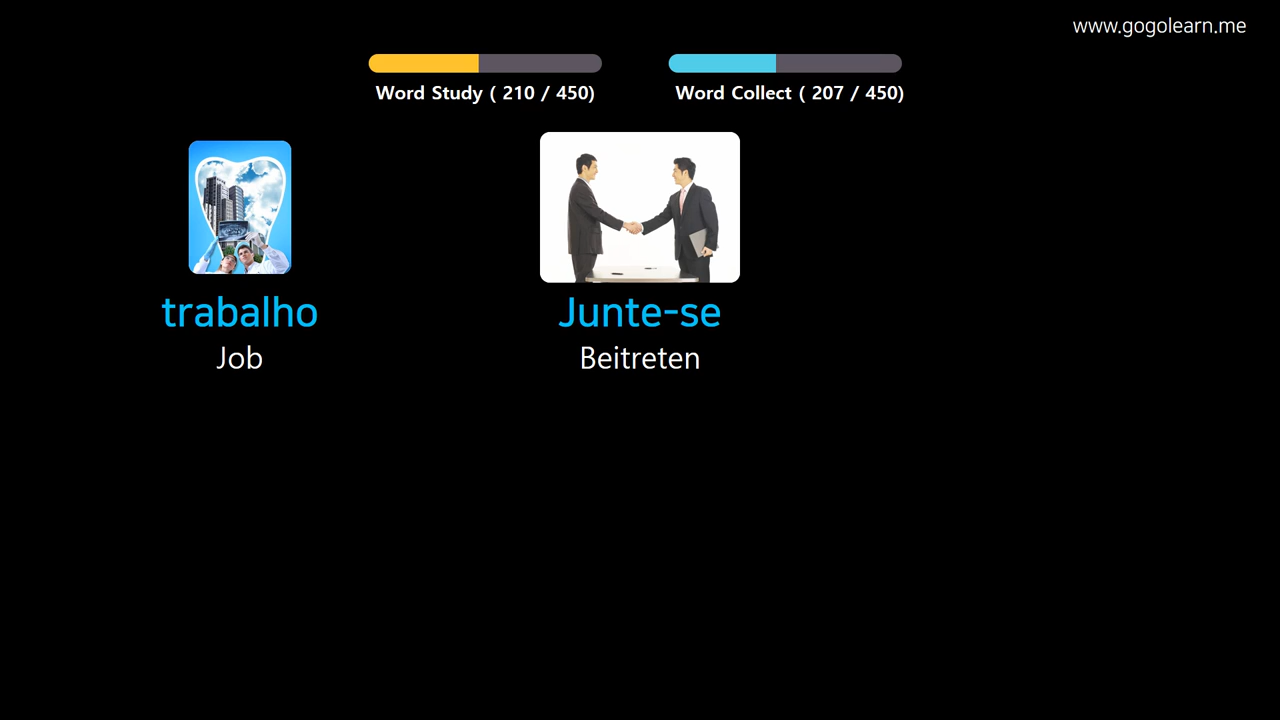 www.gogolearn.me
Word Study ( 210 / 450)
Word Collect ( 207 / 450)
trabalho
Job
Junte-se
Beitreten